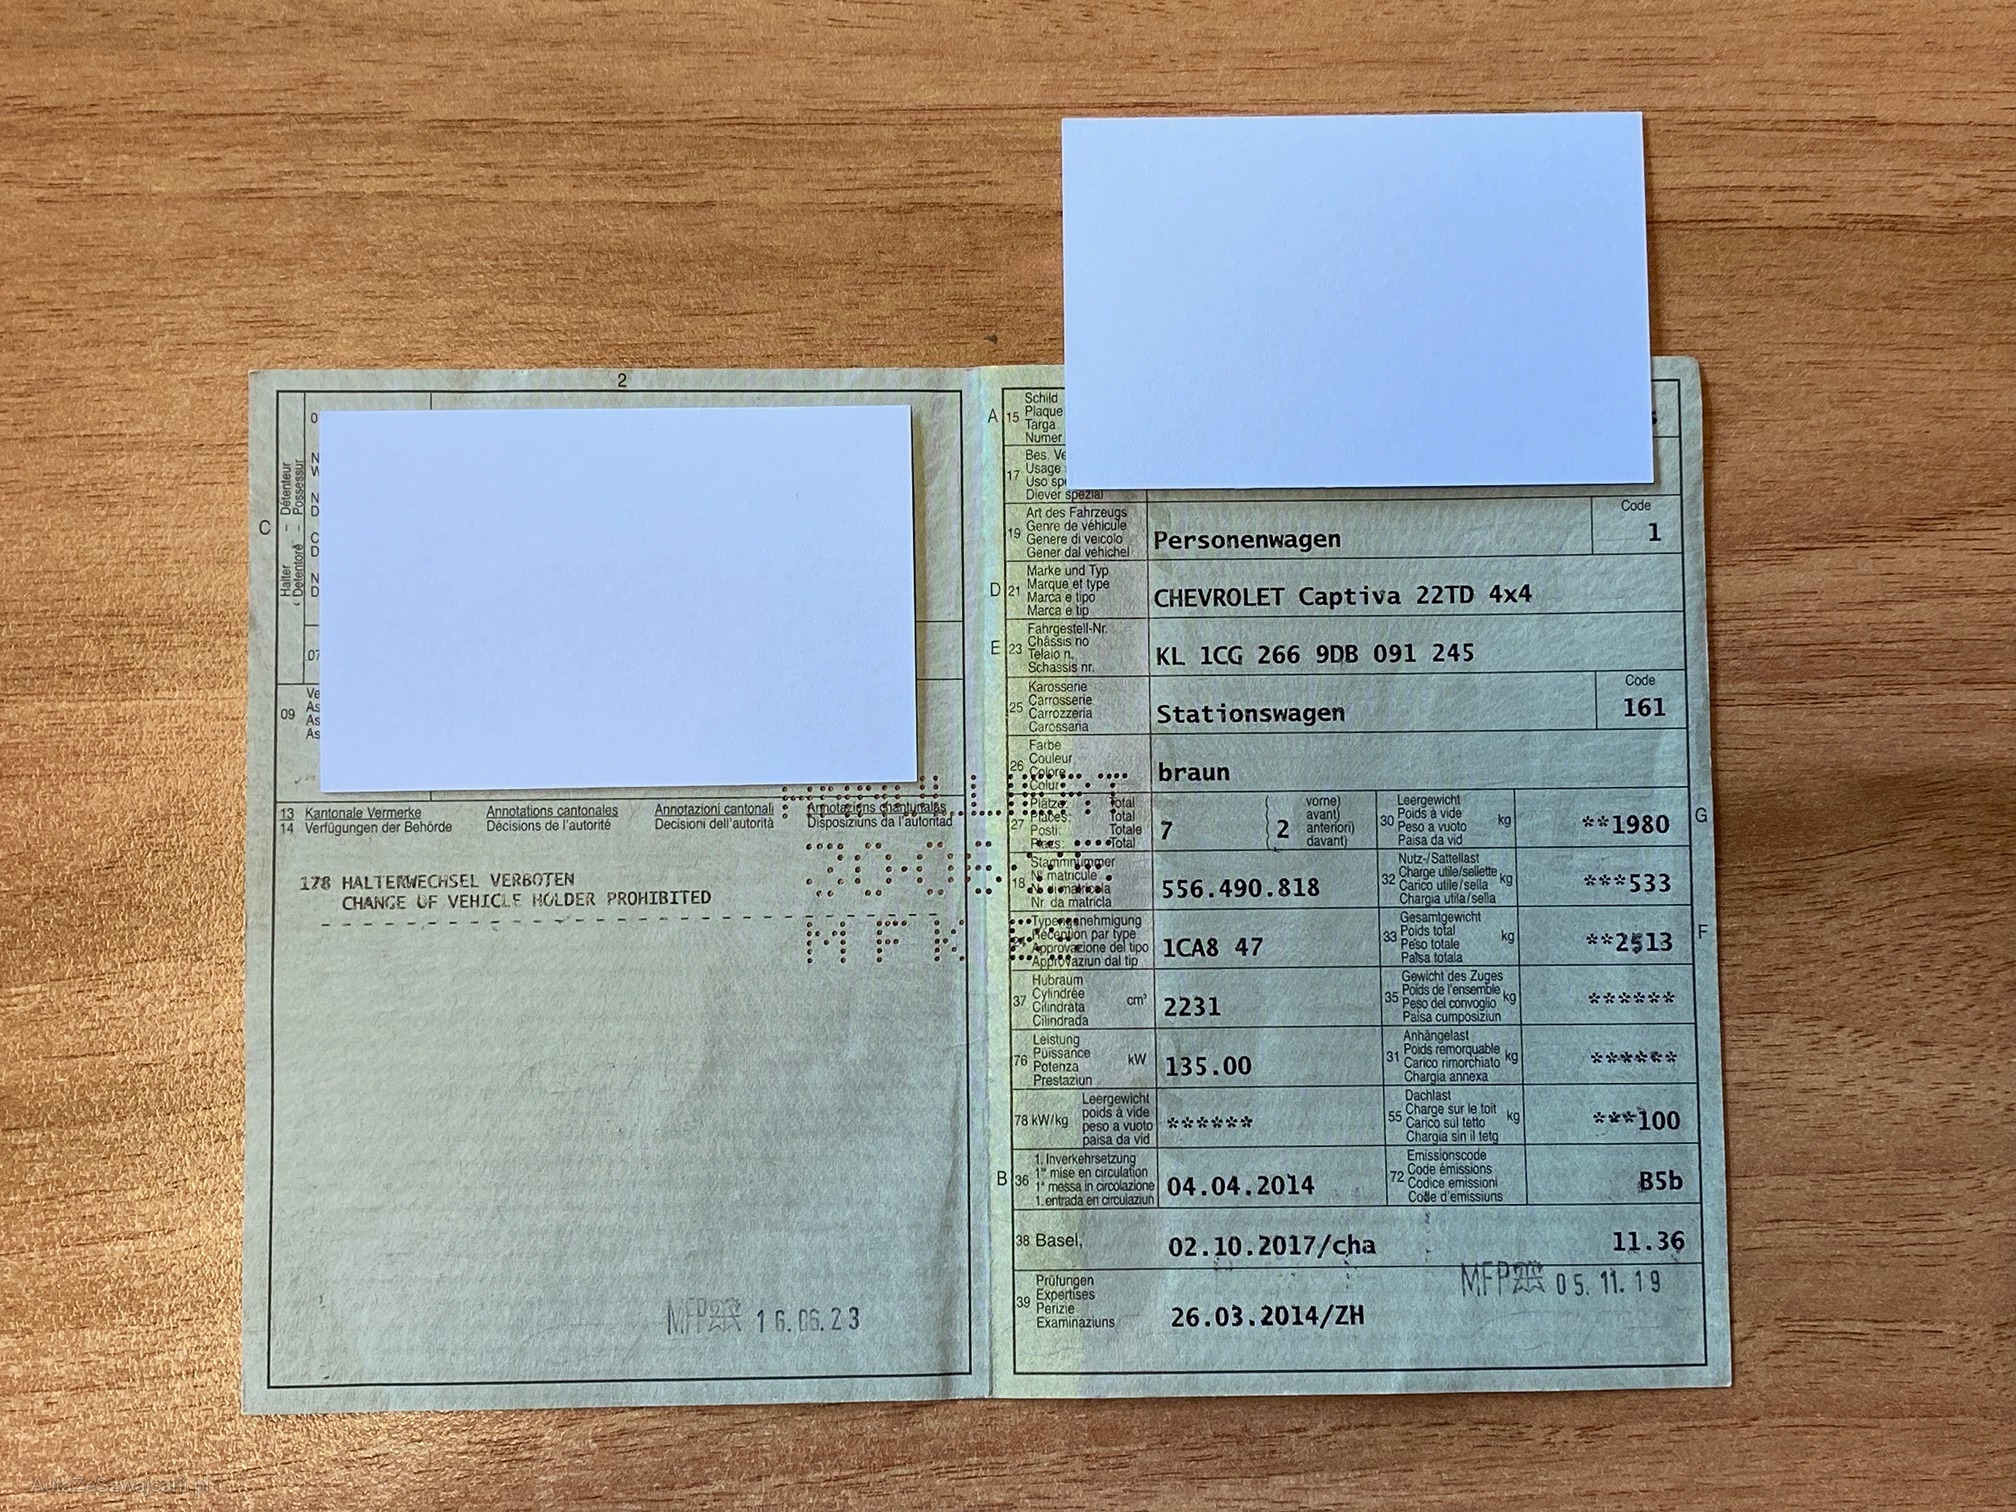 2
C
Halter – Détenteur
Detentore – Possessur
07
09
13 Kantonale Vermerke Annotations cantonales Annotazioni cantonali Annotaziuns chantunalas
14 Verfügungen der Behörde Décisions de l'autorité Decisioni dell'autorità Disposiziuns da l'autoritad
178 HALTERWECHSEL VERBOTEN
CHANGE OF VEHICLE HOLDER PROHIBITED
MFK
MFP 16.06.23
A 15 Schild
Plaque
Targa
Numer
17 Bes.
Usage
Uso
Diever spezial
19 Art des Fahrzeugs
Genre de véhicule
Genere di veicolo
Gener dal vehichel
Personenwagen
Code
1
D 21 Marke und Typ
Marque et type
Marca e tipo
Marca e tip
CHEVROLET Captiva 22TD 4x4
E 23 Fahrgestell-Nr.
Châssis no
Telaio n.
Schassis nr.
KL 1CG 266 9DB 091 245
25 Karosserie
Carrosserie
Carrozzeria
Carossaria
Stationswagen
Code
161
26 Farbe
Couleur
Colore
Colur
braun
27 Plätze: Total
Places: Total
Posti: Totale
Plazs: Total
7
2
vorne)
avant)
anteriori)
davant)
30 Leergewicht
Poids à vide
Peso a vuoto
Paisa da vid
kg
**1980
G
18 Stammnummer
No matricule
N. di matricola
Nr. da matricla
556.490.818
32 Nutz-/Sattellast
Charge utile/sellette
Carico utile/sella
Chargia utila/sella
kg
***533
Typengenehmigung
Réception par type
Approvazione del tipo
Approvaziun dal tip
1CA8 47
33 Gesamtgewicht
Poids total
Peso totale
Paisa totala
kg
**2513
F
37 Hubraum
Cylindrée
Cilindrata
Cilindrada
cm³
2231
35 Gewicht des Zuges
Poids de l'ensemble
Peso del convoglio
Paisa cumposiziun
kg
******
76 Leistung
Puissance
Potenza
Prestaziun
kW
135.00
31 Anhängelast
Poids remorquable
Carico rimorchiato
Chargia annexa
kg
******
78 kW/kg
Leergewicht
poids à vide
peso a vuoto
paisa da vid
******
55 Dachlast
Charge sur le toit
Carico sul tetto
Chargia sin il tetg
kg
***100
B 36 1. Inverkehrsetzung
1re mise en circulation
1a messa in circolazione
1. entrada en circulaziun
04.04.2014
72 Emissionscode
Code émissions
Codice emissioni
Code d'emissiuns
B5b
38 Basel,
02.10.2017/cha
11.36
MFP 05.11.19
39 Prüfungen
Expertises
Perizie
Examinaziuns
26.03.2014/ZH
AutaZeSzwajcarii.pl